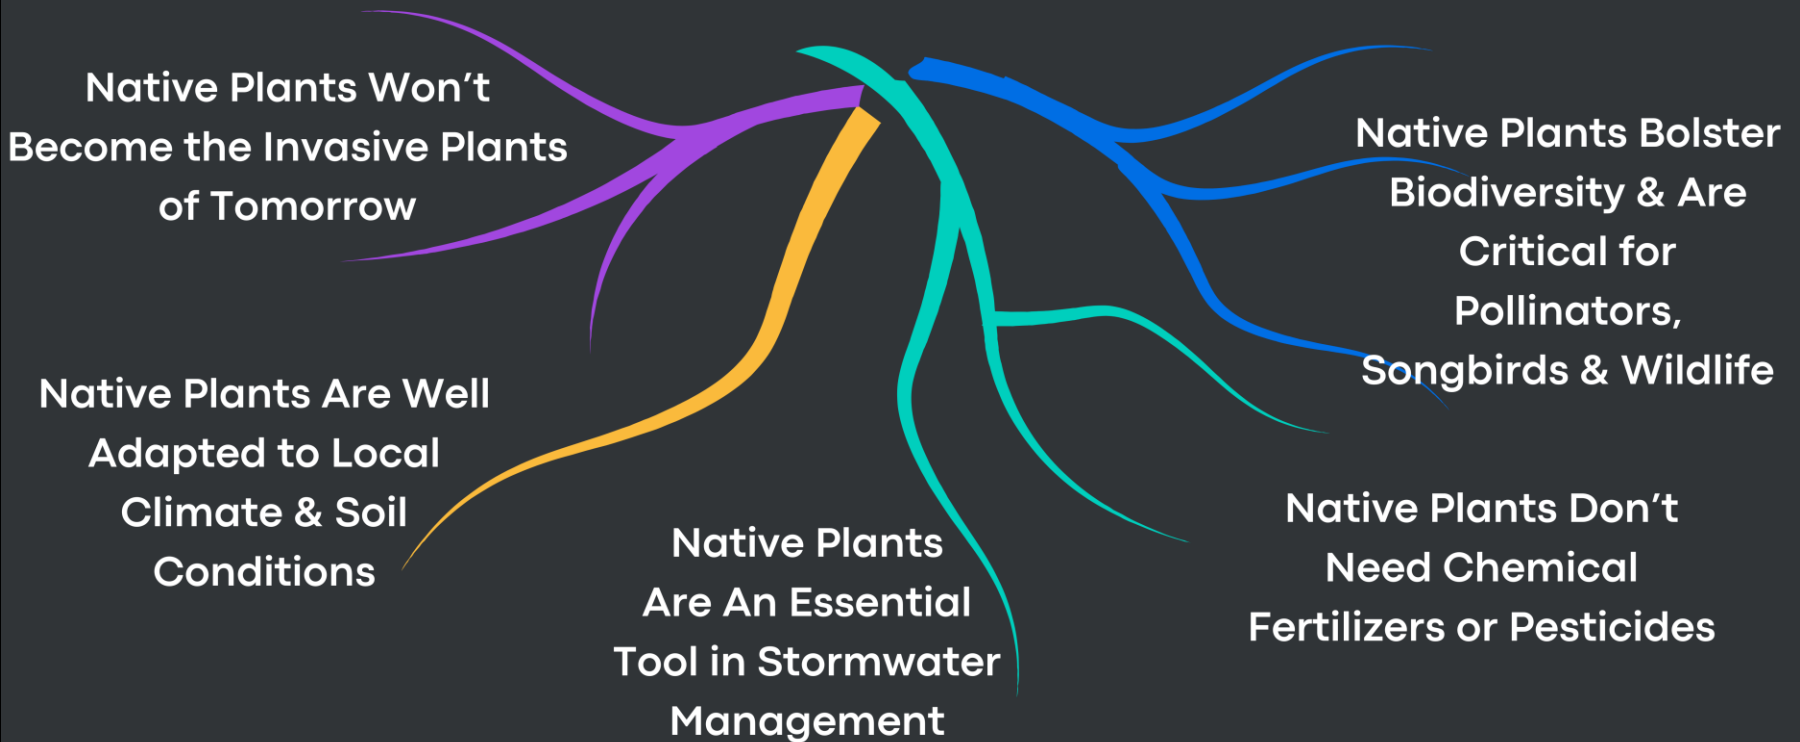 Native Plants Won’t
Become the Invasive Plants
of Tomorrow
Native Plants Bolster
Biodiversity & Are
Critical for
Pollinators,
Songbirds & Wildlife
Native Plants Are Well
Adapted to Local
Climate & Soil
Conditions
Native Plants
Are An Essential
Tool in Stormwater
Management
Native Plants Don’t
Need Chemical
Fertilizers or Pesticides